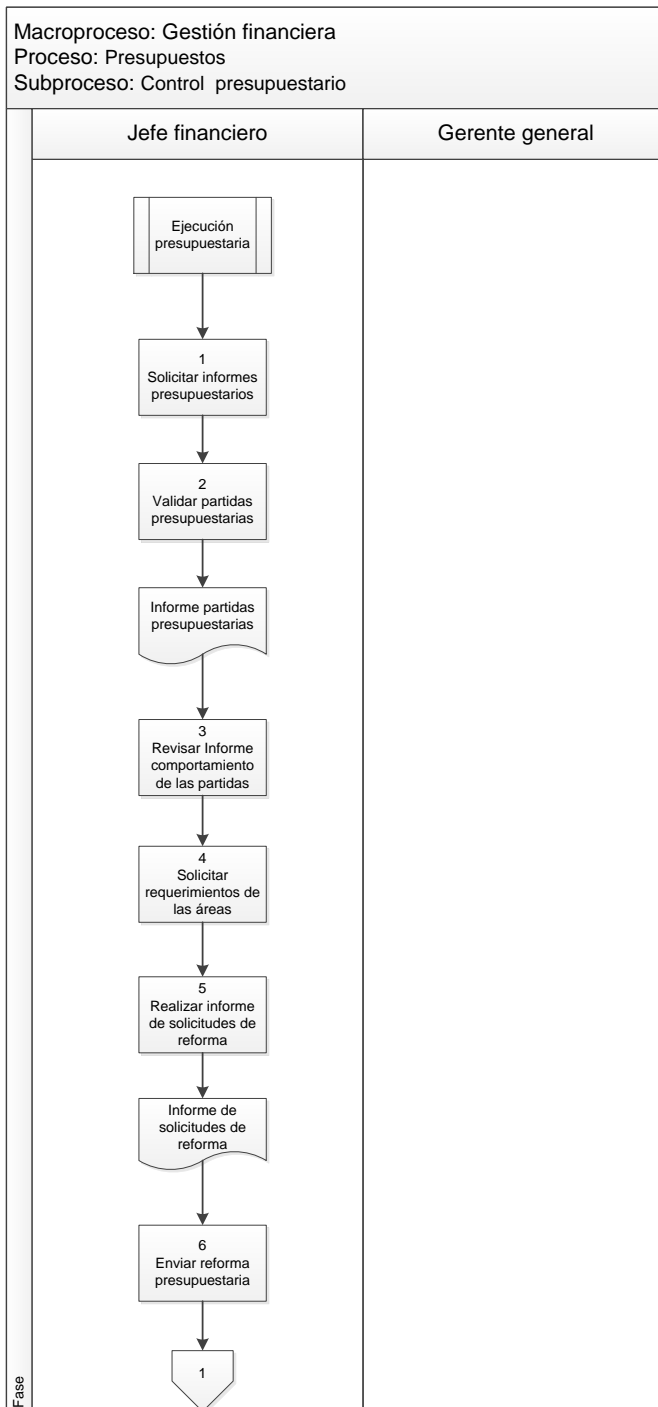 Macroproceso: Gestión financiera
Proceso: Presupuestos
Subproceso: Control presupuestario
Jefe financiero
Gerente general
Ejecución
presupuestaria
1
Solicitar informes
presupuestarios
2
Validar partidas
presupuestarias
Informe partidas
presupuestarias
3
Revisar Informe
comportamiento
de las partidas
4
Solicitar
requerimientos de
las áreas
5
Realizar informe
de solicitudes de
reforma
Informe de
solicitudes de
reforma
6
Enviar reforma
presupuestaria
1
Fase